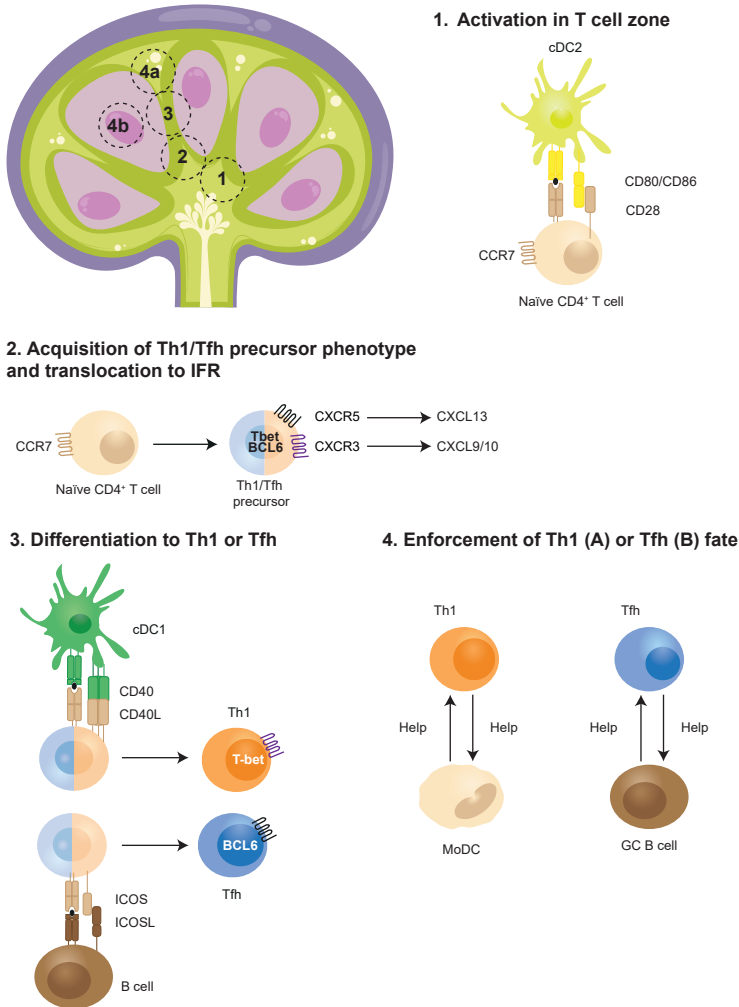 4a
3
4b
2
1
1. Activation in T cell zone
cDC2
CD80/CD86
CD28
CCR7
Naïve CD4⁺ T cell
2. Acquisition of Th1/Tfh precursor phenotype
and translocation to IFR
CCR7
Naïve CD4⁺ T cell
Tbet
BCL6
Th1/Tfh
precursor
CXCR5
CXCL13
CXCR3
CXCL9/10
3. Differentiation to Th1 or Tfh
cDC1
CD40
CD40L
Th1
T-bet
BCL6
Tfh
ICOS
ICOSL
B cell
4. Enforcement of Th1 (A) or Tfh (B) fate
Th1
Help
Help
MoDC
Tfh
Help
Help
GC B cell